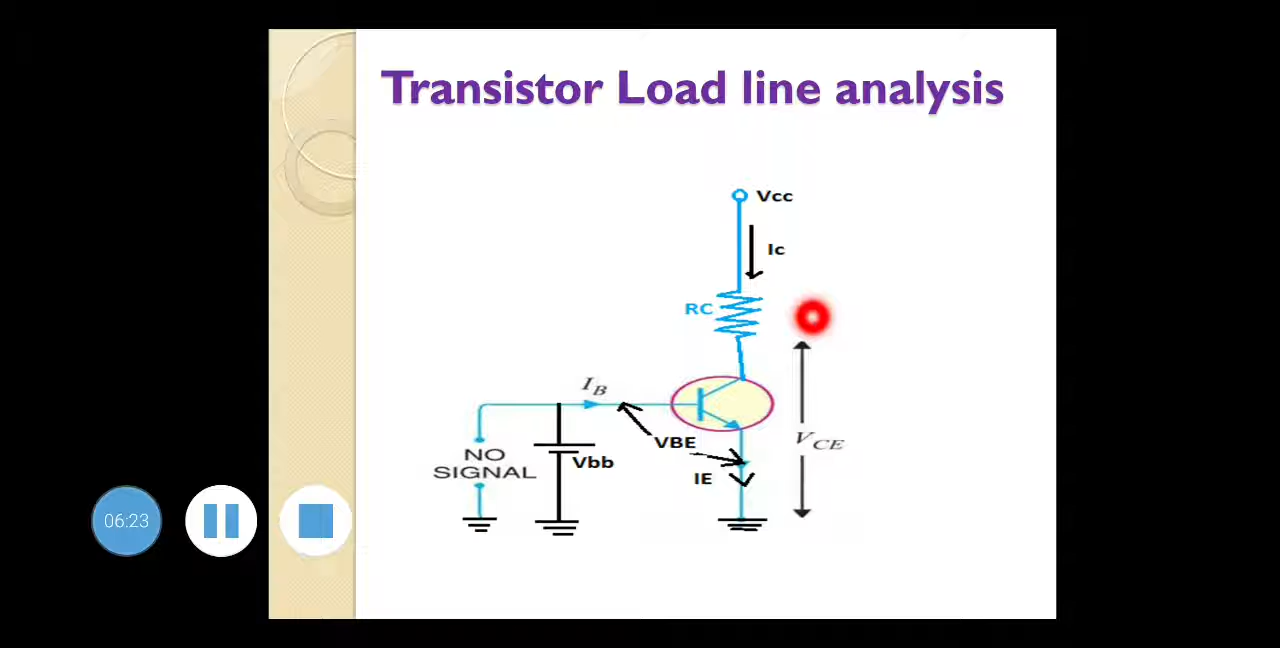 Transistor Load line analysis
Vcc
Ic
RC
IB
VBE
VCE
NO
SIGNAL
Vbb
IE
06:23